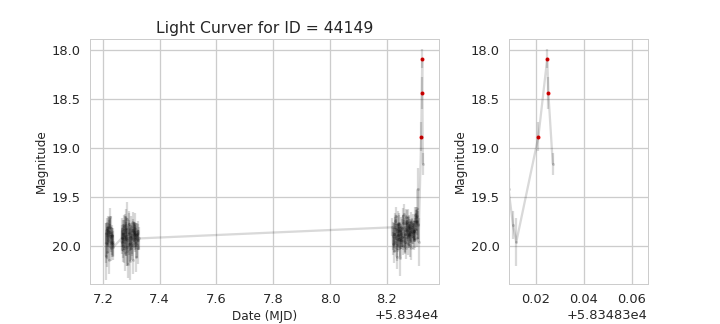 Light Curver for ID = 44149
Magnitude
18.0
18.5
19.0
19.5
20.0
7.2 7.4 7.6 7.8 8.0 8.2
Date (MJD)
+5.834e4
Magnitude
18.0
18.5
19.0
19.5
20.0
0.02 0.04 0.06
+5.83483e4